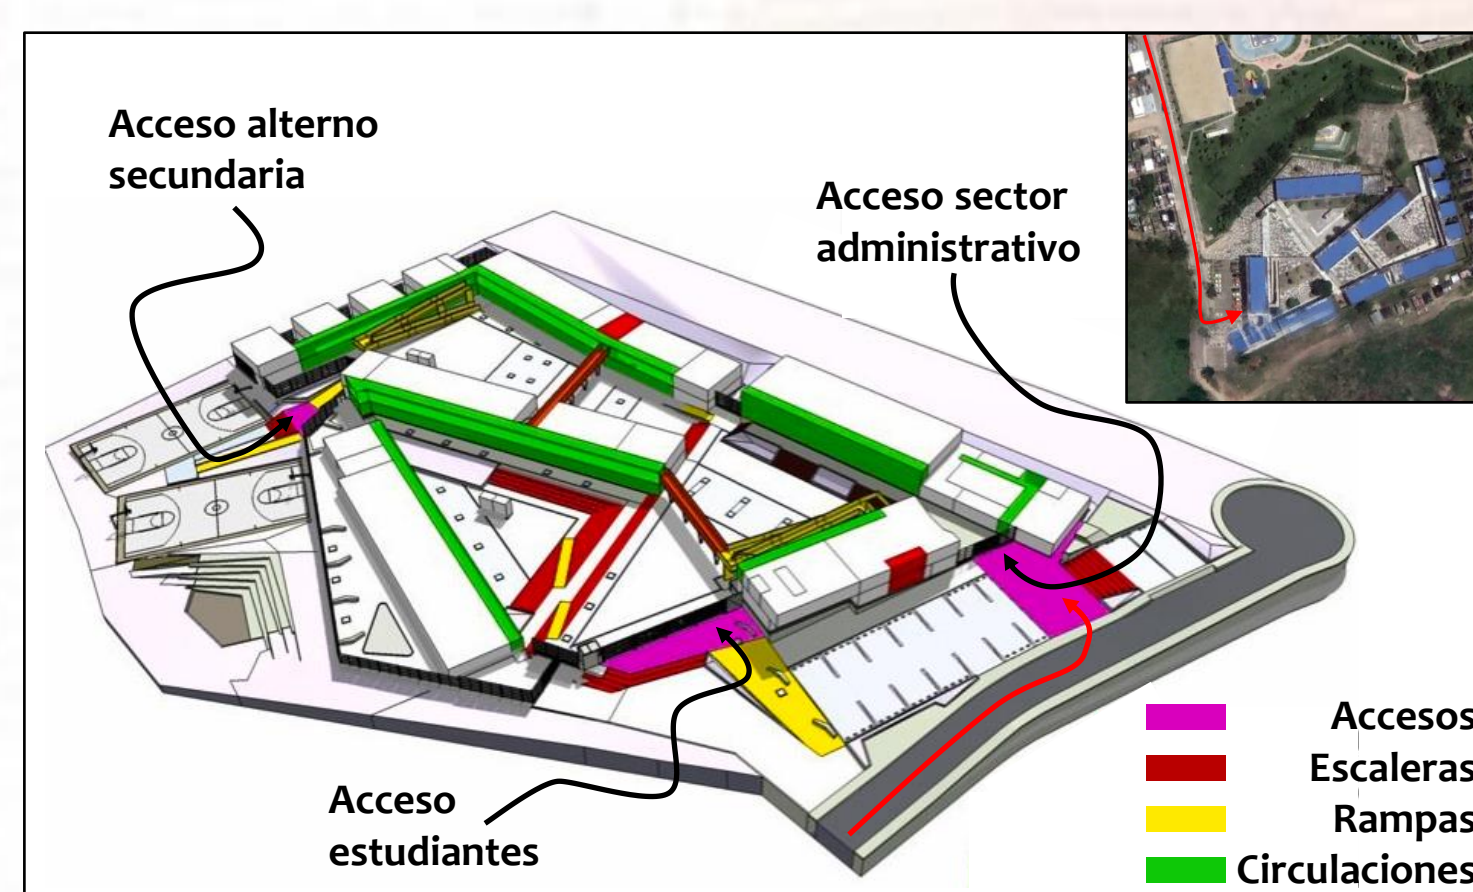 Acceso alterno
secundaria
Acceso sector
administrativo
Acceso
estudiantes
Accesos
Escaleras
Rampas
Circulaciones